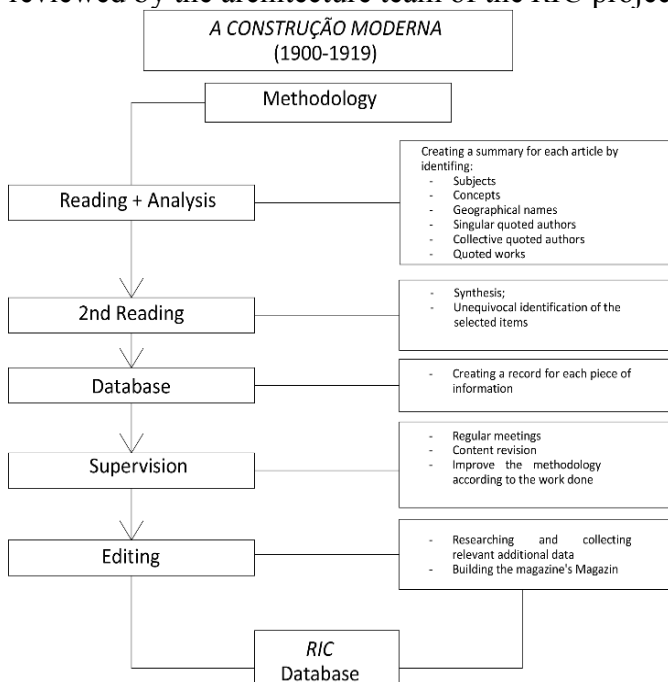 reviewed by the architecture team of the RIC projec
A CONSTRUÇÃO MODERNA
(1900-1919)
Methodology
Reading + Analysis
Creating a summary for each article by
identifing:
- Subjects
- Concepts
- Geographical names
- Singular quoted authors
- Collective quoted authors
- Quoted works
2nd Reading
- Synthesis;
- Unequivocal identification of the
selected items
Database
- Creating a record for each piece of
information
Supervision
- Regular meetings
- Content revision
- Improve the methodology
according to the work done
Editing
- Researching and collecting
relevant additional data
- Building the magazine's Magazin
RIC
Database